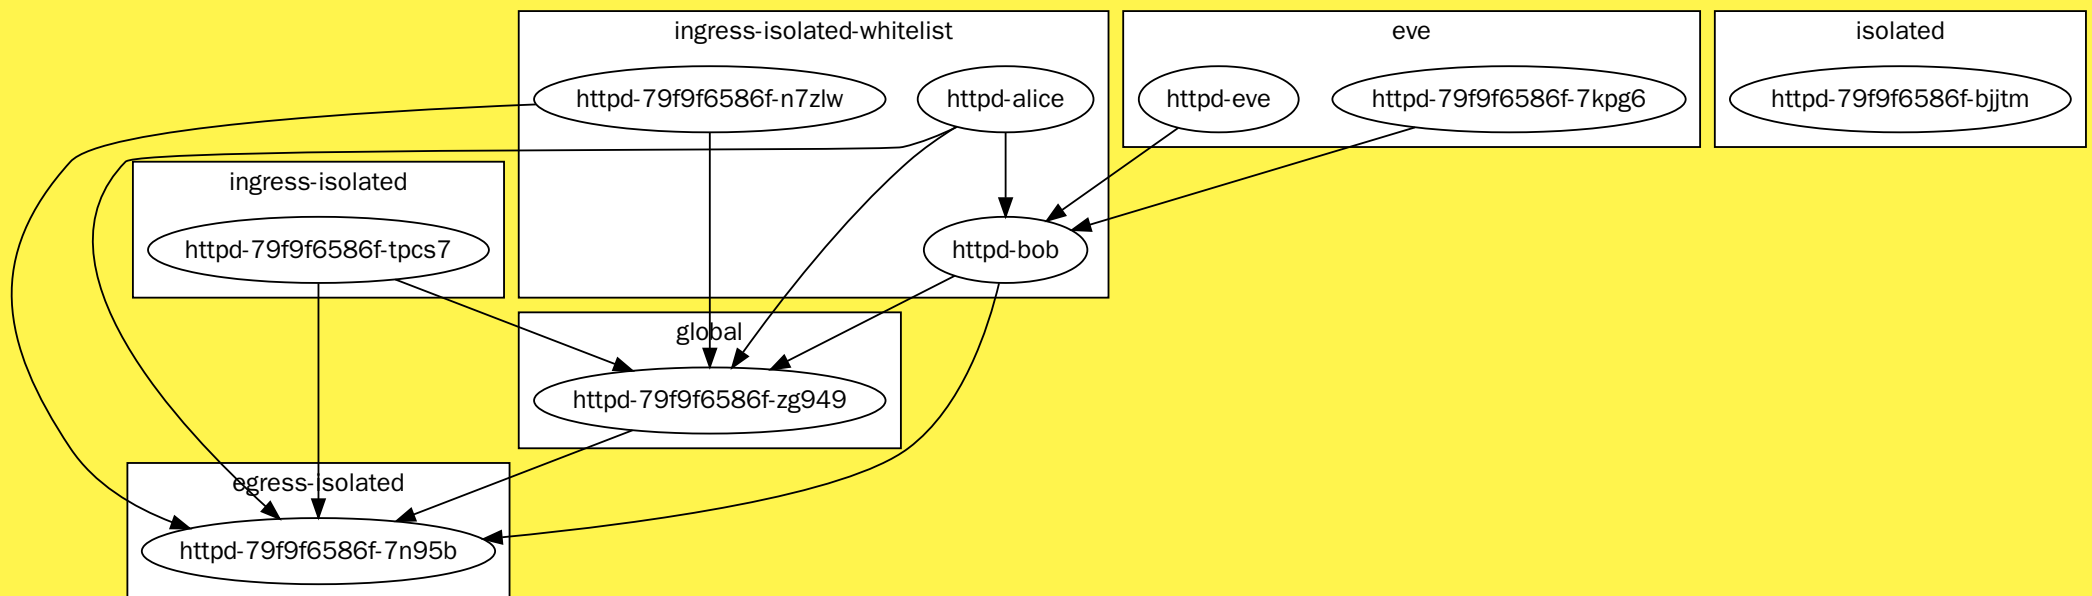 ingress-isolated-whitelist
eve
isolated
httpd-79f9f6586f-n7zlw
httpd-alice
httpd-eve
httpd-79f9f6586f-7kpg6
httpd-79f9f6586f-bjjtm
ingress-isolated
httpd-79f9f6586f-tpcs7
httpd-bob
global
httpd-79f9f6586f-zg949
egress-isolated
httpd-79f9f6586f-7n95b